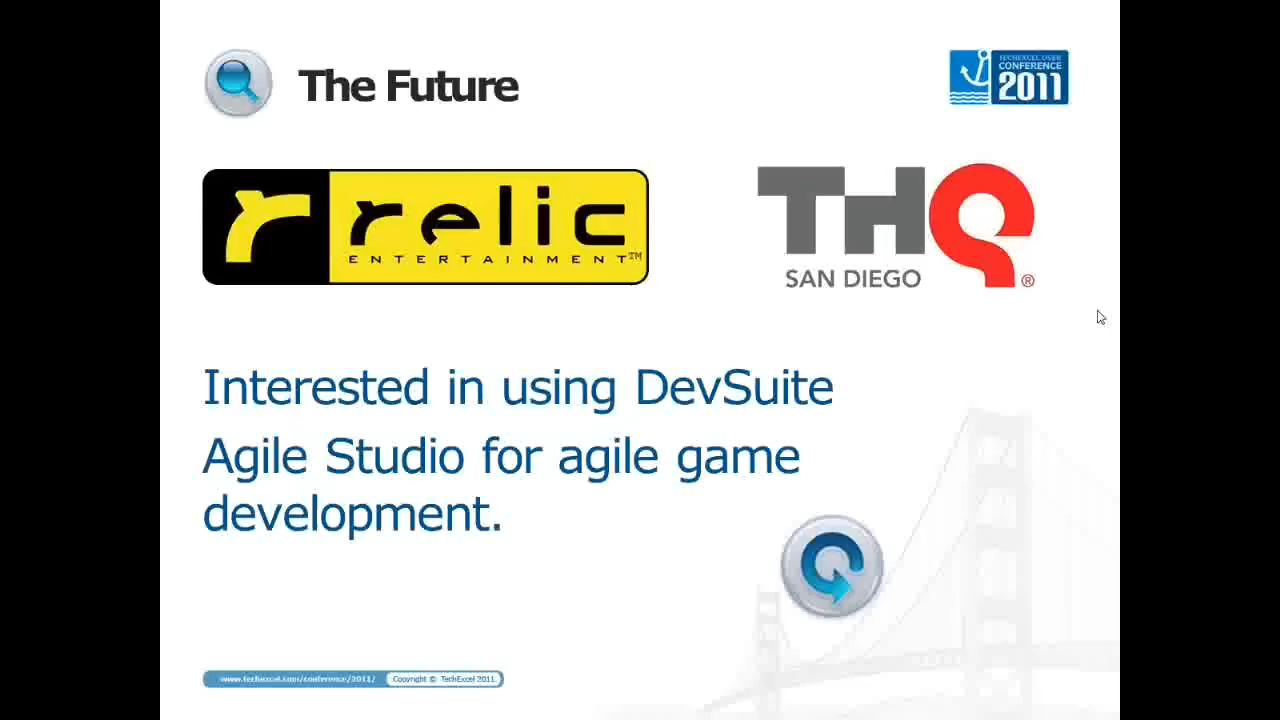 The Future
TECHEXCEL USER
CONFERENCE
2011
relic
ENTERTAINMENT™
THQ
SAN DIEGO ®
Interested in using DevSuite
Agile Studio for agile game
development.
www.techexcel.com/conference/2011/
Copyright © TechExcel 2011